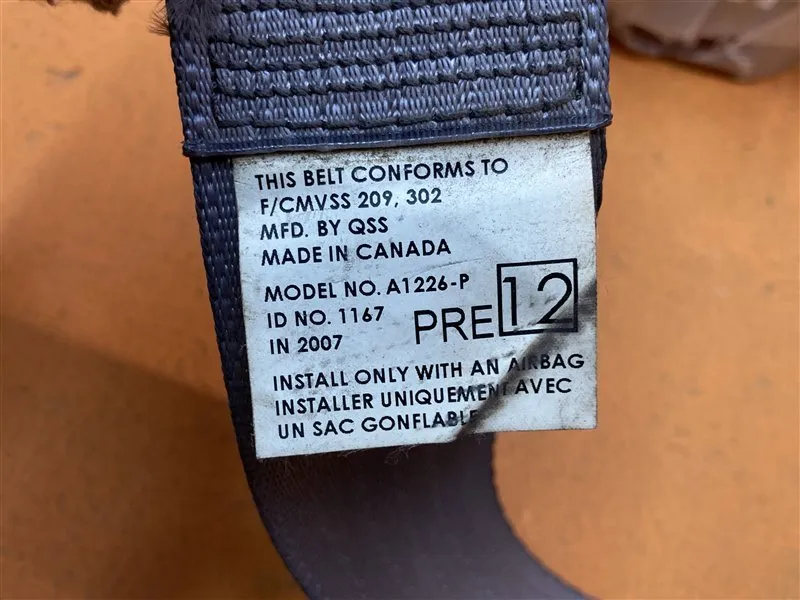 THIS BELT CONFORMS TO
F/CMVSS 209, 302
MFD. BY QSS
MADE IN CANADA
MODEL NO. A1226-P
ID NO. 1167
IN 2007
PRE 12
INSTALL ONLY WITH AN AIRBAG
INSTALLER UNIQUEMENT AVEC
UN SAC GONFLABLE